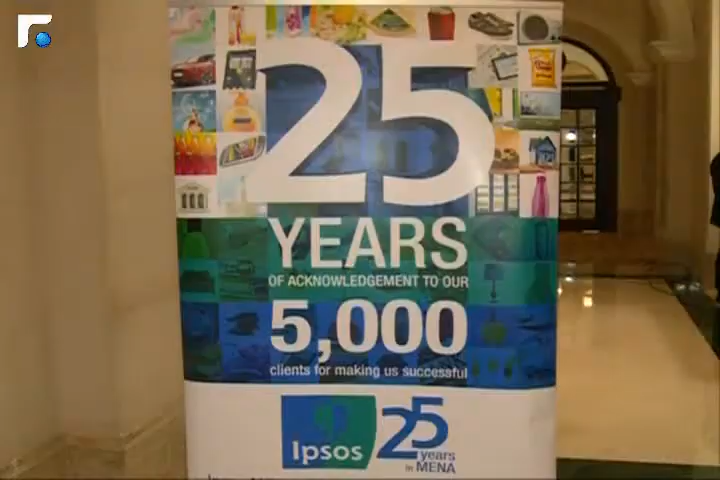 25
YEARS
OF ACKNOWLEDGEMENT TO OUR
5,000
clients for making us successful
Ipsos
25
years
in MENA